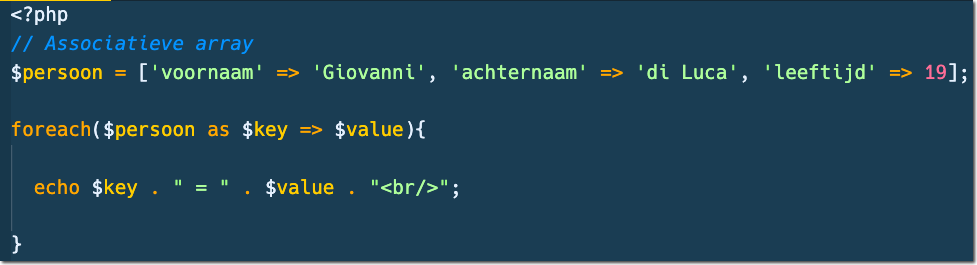 <?php
// Associatieve array
$persoon = ['voornaam' => 'Giovanni', 'achternaam' => 'di Luca', 'leeftijd' => 19];
foreach($persoon as $key => $value){
echo $key . " = " . $value . "<br/>";
}